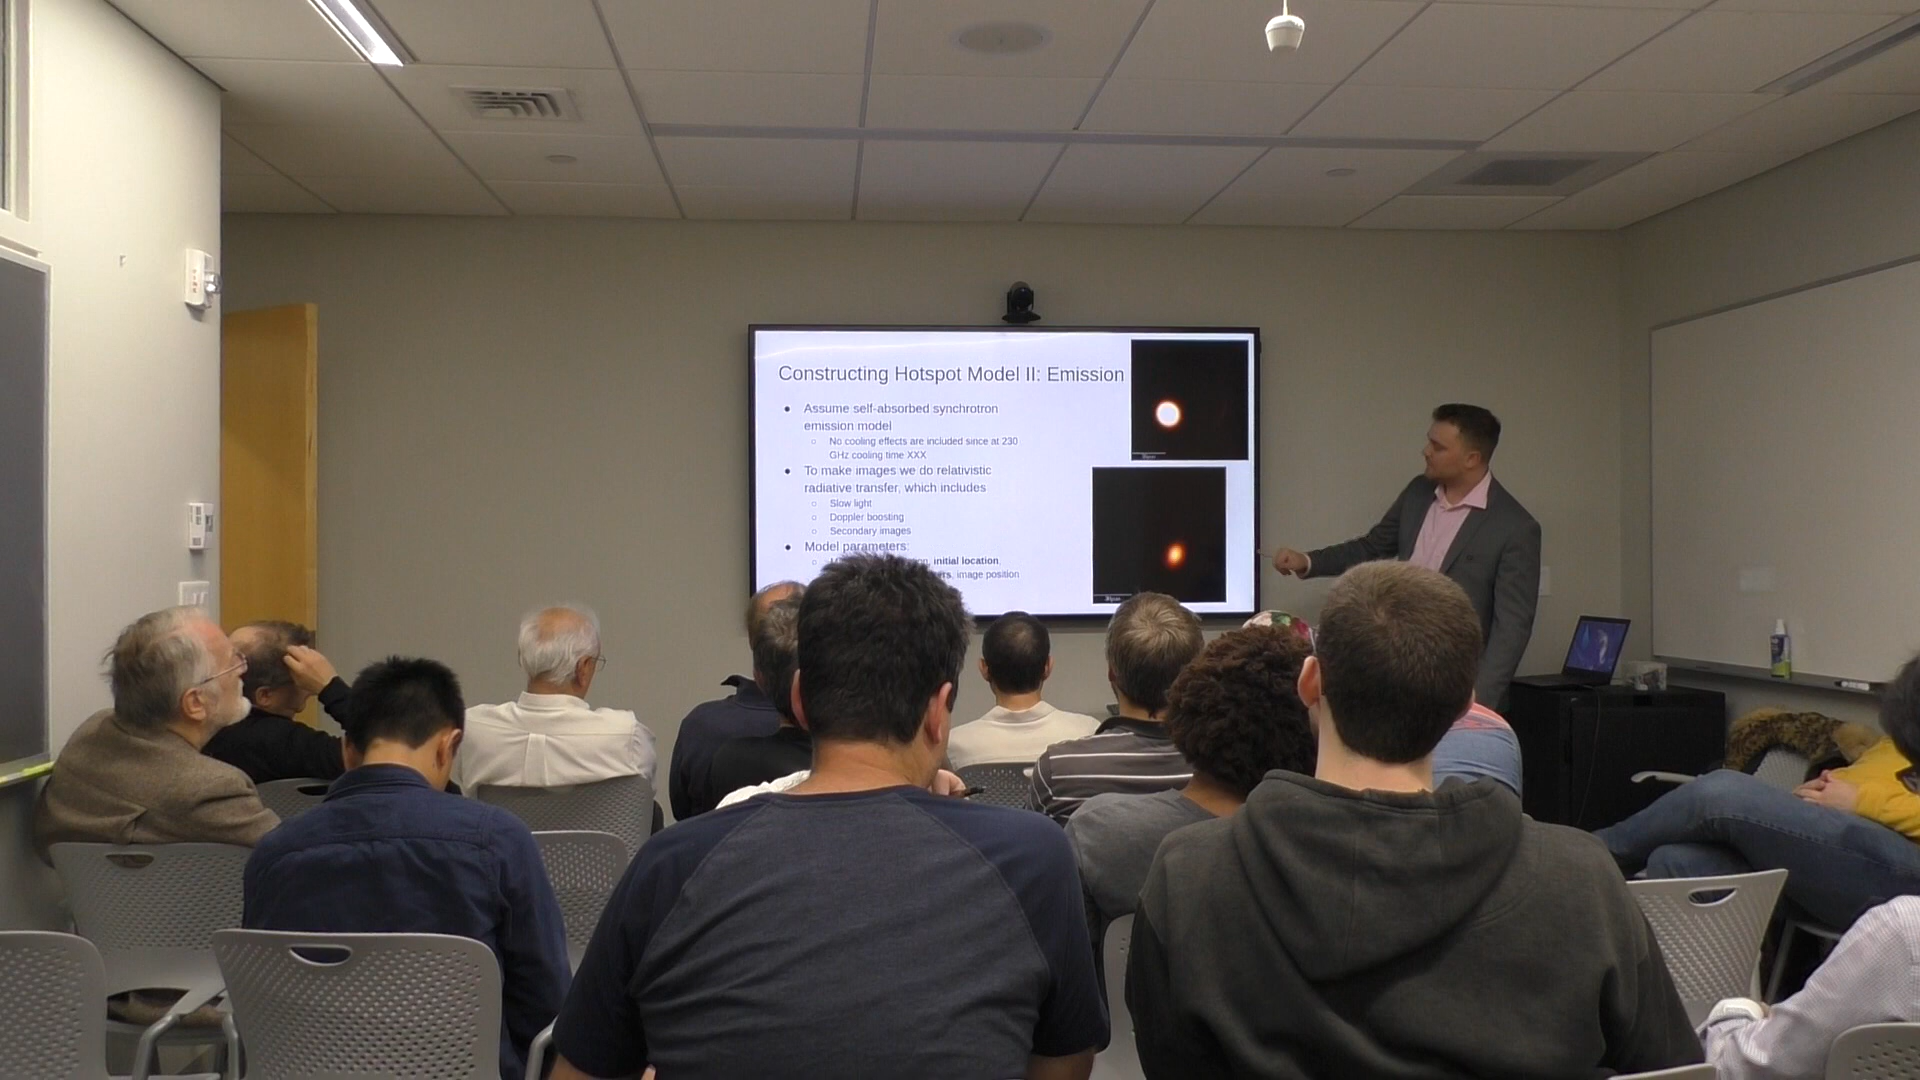 Constructing Hotspot Model II: Emission
Assume self-absorbed synchrotron
emission model
No cooling effects are included since at 230
GHz cooling time XXX
To make images we do relativistic
radiative transfer, which includes
Slow light
Doppler boosting
Secondary images
Model parameters:
initial location,
image position